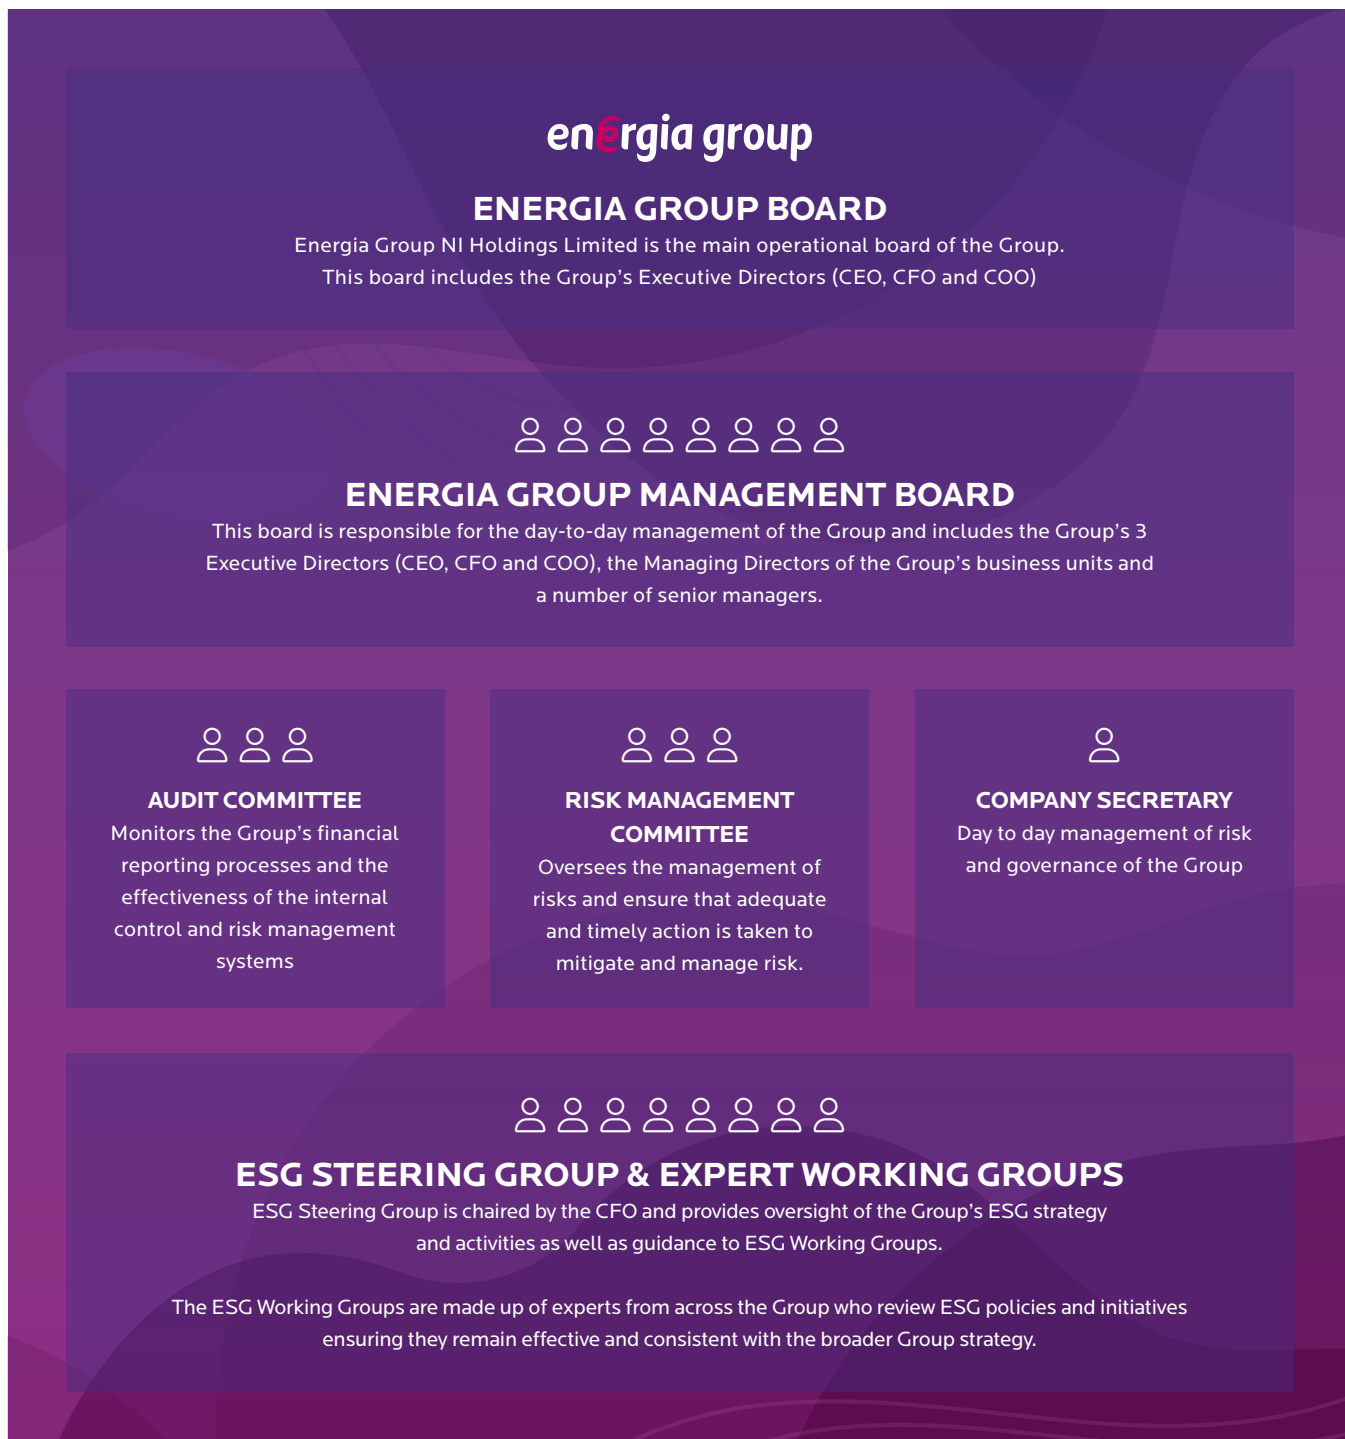 energia group
ENERGIA GROUP BOARD
Energia Group NI Holdings Limited is the main operational board of the Group.
This board includes the Group's Executive Directors (CEO, CFO and COO)
ENERGIA GROUP MANAGEMENT BOARD
This board is responsible for the day-to-day management of the Group and includes the Group's 3
Executive Directors (CEO, CFO and COO), the Managing Directors of the Group's business units and
a number of senior managers.
AUDIT COMMITTEE
Monitors the Group's financial
reporting processes and the
effectiveness of the internal
control and risk management
systems
RISK MANAGEMENT
COMMITTEE
Oversees the management of
risks and ensure that adequate
and timely action is taken to
mitigate and manage risk.
COMPANY SECRETARY
Day to day management of risk
and governance of the Group
ESG STEERING GROUP & EXPERT WORKING GROUPS
ESG Steering Group is chaired by the CFO and provides oversight of the Group's ESG strategy
and activities as well as guidance to ESG Working Groups.
The ESG Working Groups are made up of experts from across the Group who review ESG policies and initiatives
ensuring they remain effective and consistent with the broader Group strategy.